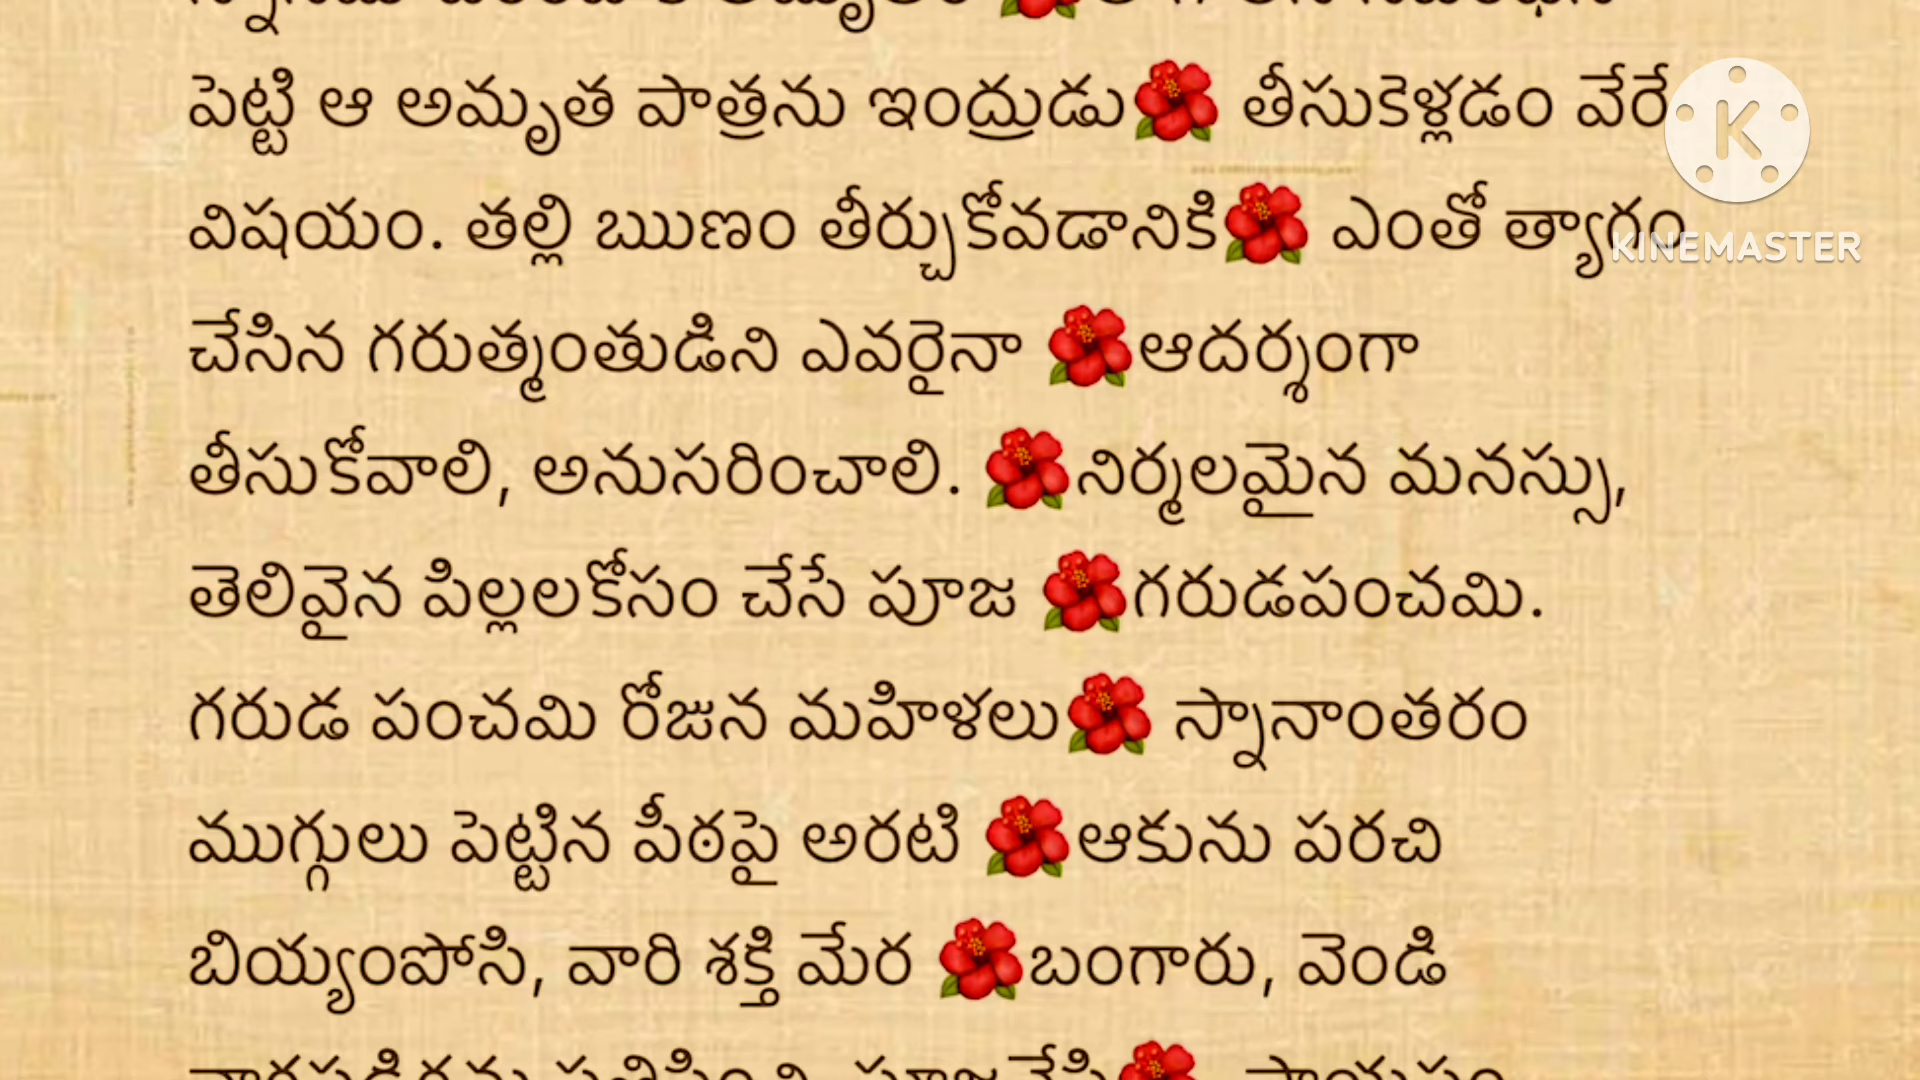 పెట్టి ఆ అమృత పాత్రను ఇంద్రుడు🌺 తీసుకెళ్లడం వేరే
విషయం. తల్లి ఋణం తీర్చుకోవడానికి🌺 ఎంతో త్యాగం
చేసిన గరుత్మంతుడిని ఎవరైనా 🌺ఆదర్శంగా
తీసుకోవాలి, అనుసరించాలి. 🌺నిర్మలమైన మనస్సు,
తెలివైన పిల్లలకోసం చేసే పూజ 🌺గరుడపంచమి.
గరుడ పంచమి రోజున మహిళలు🌺 స్నానాంతరం
ముగ్గులు పెట్టిన పీఠపై అరటి 🌺ఆకును పరచి
బియ్యంపోసి, వారి శక్తి మేర 🌺బంగారు, వెండి
KINEMASTER